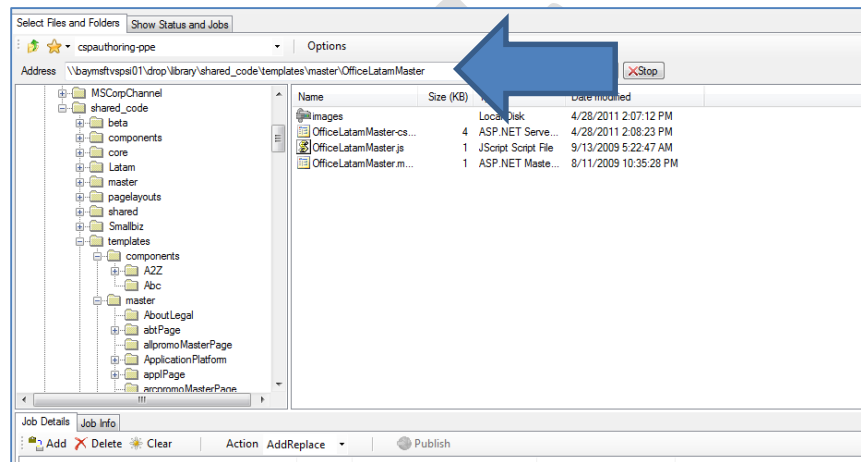 Select Files and Folders Show Status and Jobs
cspauthoring-ppe Options
Address \\baymsftvspsi01\drop\library\shared_code\templates\master\OfficeLatamMaster Stop
MSCorpChannel
shared_code
beta
components
core
Latam
master
pagelayouts
shared
Smallbiz
templates
components
A2Z
Abc
master
AboutLegal
abtPage
allpromoMasterPage
ApplicationPlatform
applPage
arcpromoMasterPage
Name Size (KB) Date modified
images Local Disk 4/28/2011 2:07:12 PM
OfficeLatamMaster-cs... 4 ASP.NET Serve... 4/28/2011 2:08:23 PM
OfficeLatamMaster.js 1 JScript Script File 9/13/2009 5:22:47 AM
OfficeLatamMaster.m... 1 ASP.NET Maste... 8/11/2009 10:35:28 PM
Job Details Job Info
Add Delete Clear Action AddReplace Publish